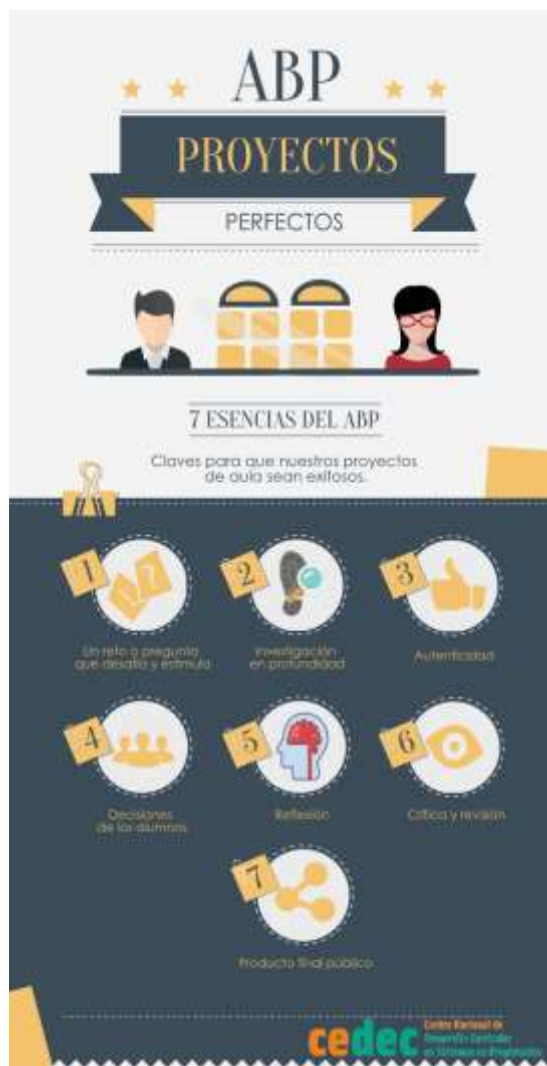 ABP
PROYECTOS
PERFECTOS
7 ESENCIAS DEL ABP
Claves para que nuestros proyectos
de aula sean exitosos.
1
Un reto o pregunta
que desafía y estimula
2
Investigación
en profundidad
3
Autenticidad
4
Decisiones
de los alumnos
5
Reflexión
6
Crítica y revisión
7
Producto final público
cedec
Centro Nacional de
Desarrollo Curricular
en Sistemas no Propietarios